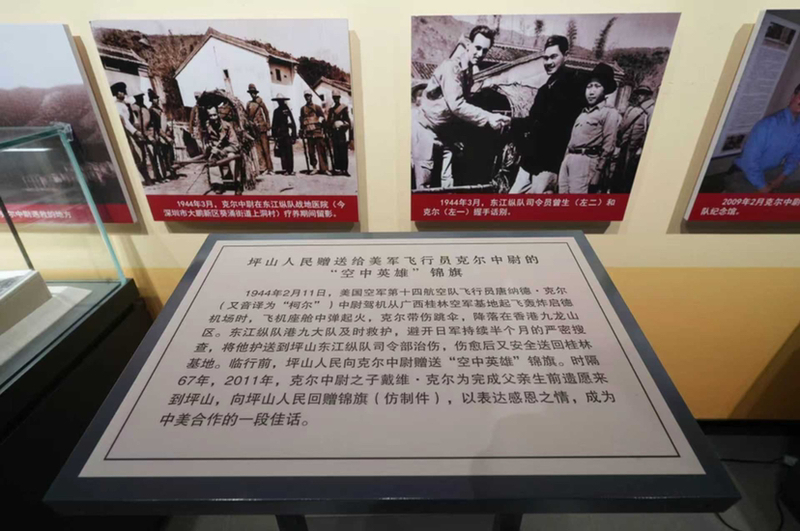 1944年3月，克尔中尉在东江纵队战地医院（今
深圳市大鹏新区葵涌街道上洞村）疗养期间留影。
1944年3月，东江纵队司令员曾生（左二）和
克尔（左一）握手话别。
2009年2月克尔中尉
队纪念馆。
坪山人民赠送给美军飞行员克尔中尉的
“空中英雄”锦旗
1944年2月11日，美国空军第十四航空队飞行员唐纳德·克尔
（又音译为“柯尔”）中尉驾机从广西桂林空军基地起飞轰炸启德
机场时，飞机座舱中弹起火，克尔带伤跳伞，降落在香港九龙山
区。东江纵队港九大队及时救护，避开日军持续半个月的严密搜
查，将他护送到坪山东江纵队司令部治伤，伤愈后又安全送回桂林
基地。临行前，坪山人民向克尔中尉赠送“空中英雄”锦旗。时隔
67年，2011年，克尔中尉之子戴维·克尔为完成父亲生前遗愿来
到坪山，向坪山人民回赠锦旗（仿制件），以表达感恩之情，成为
中美合作的一段佳话。